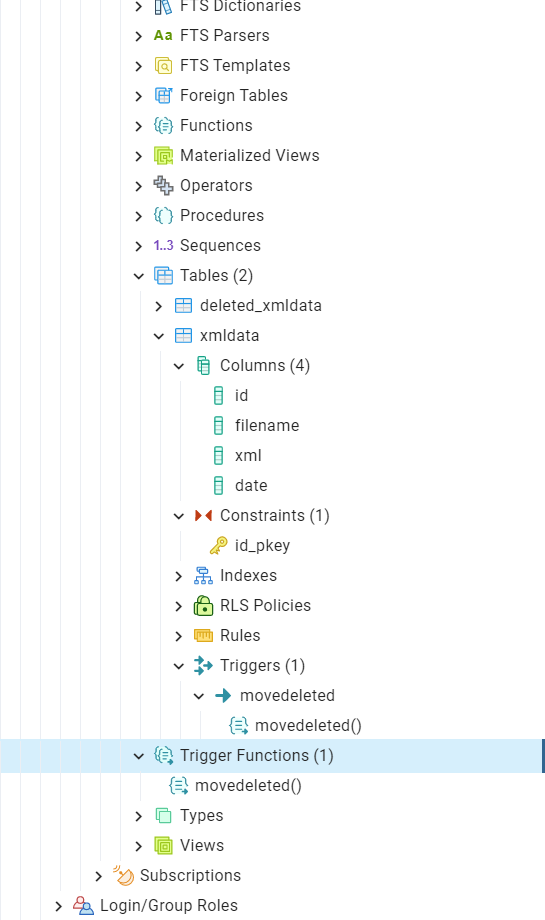 FTS Dictionaries
Aa FTS Parsers
FTS Templates
Foreign Tables
Functions
Materialized Views
Operators
Procedures
1..3 Sequences
Tables (2)
deleted_xmldata
xmldata
Columns (4)
id
filename
xml
date
Constraints (1)
id_pkey
Indexes
RLS Policies
Rules
Triggers (1)
movedeleted
movedeleted()
Trigger Functions (1)
movedeleted()
Types
Views
Subscriptions
Login/Group Roles